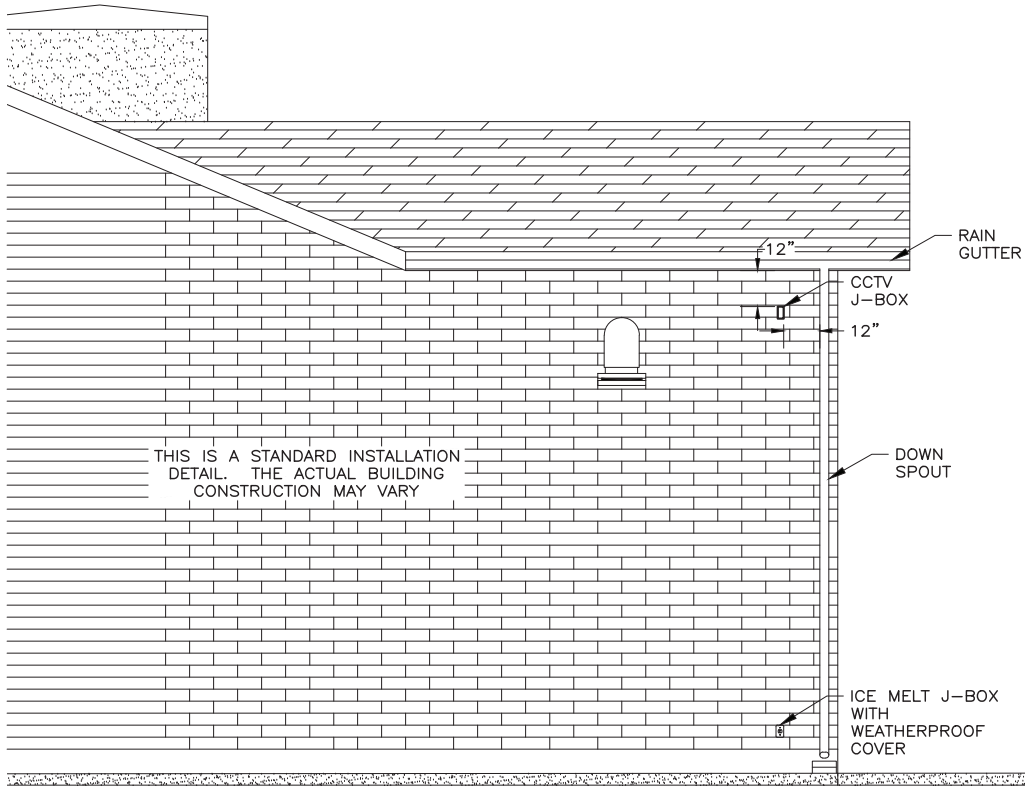 12”
RAIN
GUTTER
CCTV
J-BOX
12”
THIS IS A STANDARD INSTALLATION
DETAIL. THE ACTUAL BUILDING
CONSTRUCTION MAY VARY
DOWN
SPOUT
ICE MELT J-BOX
WITH
WEATHERPROOF
COVER